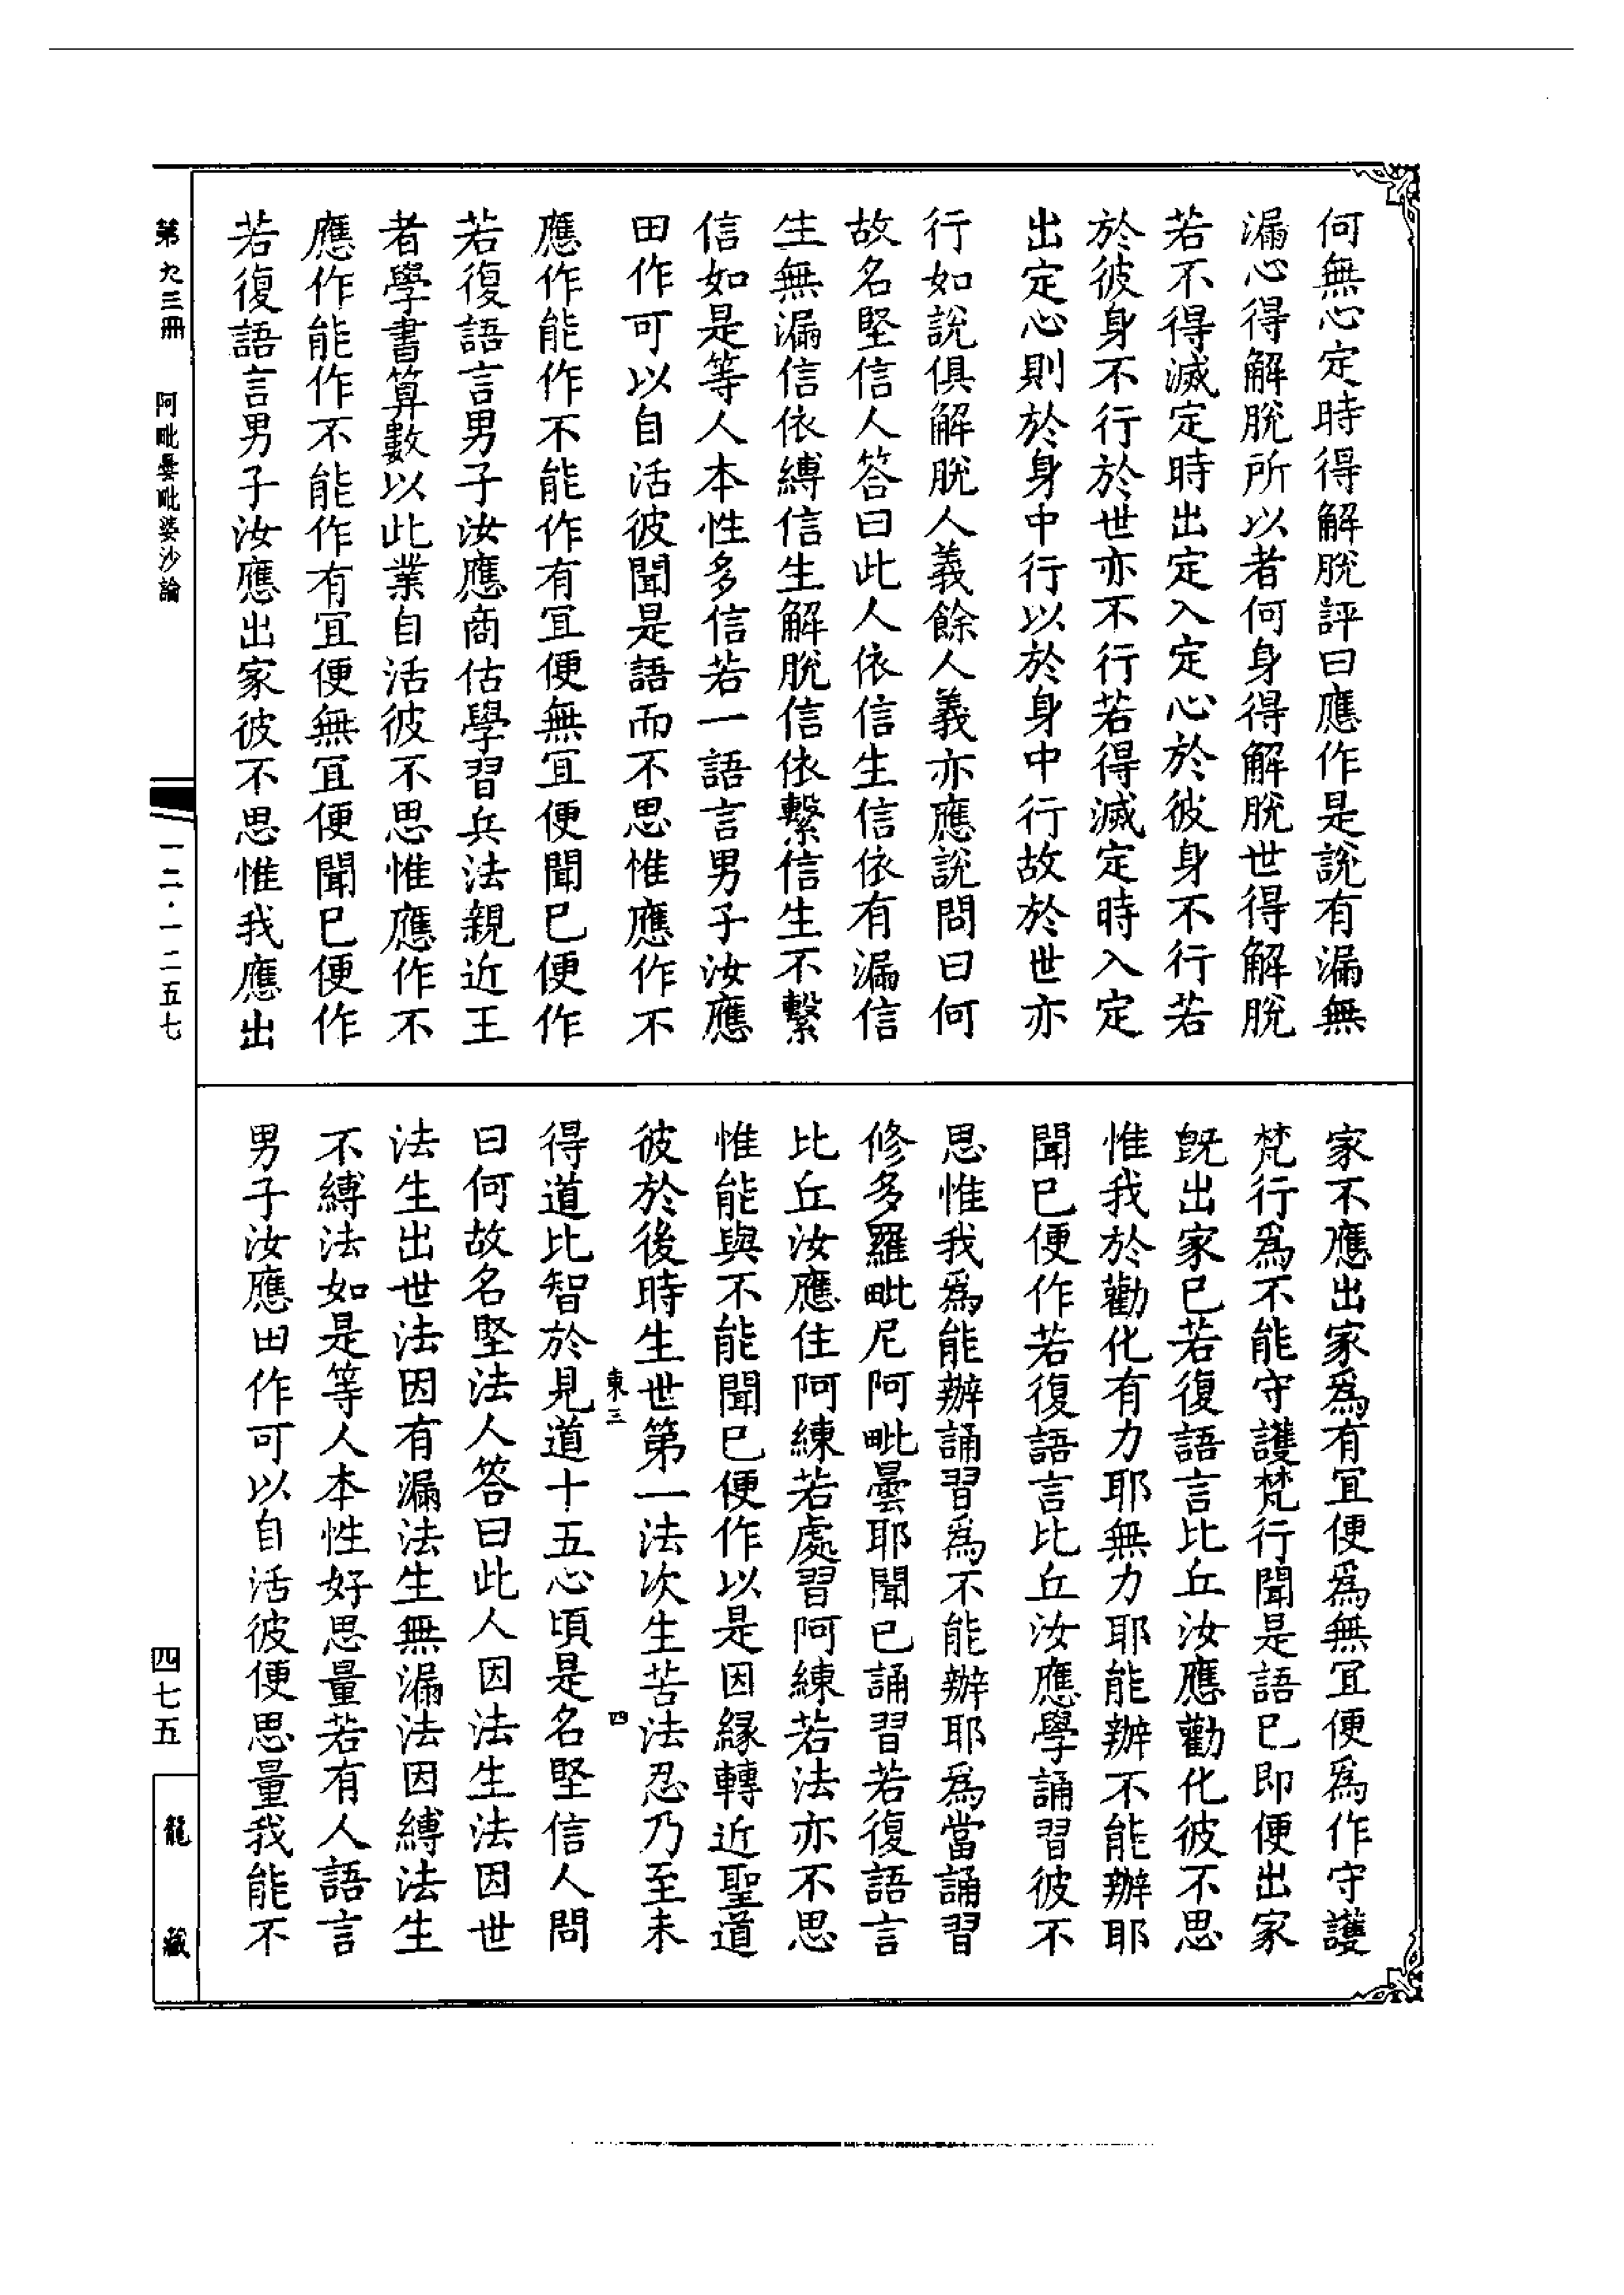 何無心定時得解脫評曰應作是說有漏無
漏心得解脫所以者何身得解脫世得解脫
若不得滅定時出定入定心於彼身不行若
於彼身不行於世亦不行若得滅定時入定
出定心則於身中行以於身中行故於世亦
行如說俱解脫人義餘人義亦應說問曰何
故名堅信人答曰此人依信生信依有漏信
生無漏信依縛信生解脫信依繫信生不繫
信如是等人本性多信若一語言男子汝應
田作可以自活彼聞是語而不思惟應作不
應作能作不能作有宜便無宜便聞已便作
若復語言男子汝應商估學習兵法親近王
者學書算數以此業自活彼不思惟應作不
應作能作不能作有宜便無宜便聞已便作
若復語言男子汝應出家彼不思惟我應出
家不應出家為有宜便為無宜便為作守護
梵行為不能守護梵行聞是語已即便出家
旣出家已若復語言比丘汝應勸化彼不思
惟我於勸化有力耶無力耶能辦不能辦耶
聞已便作若復語言比丘汝應學誦習彼不
思惟我為能辦誦習為不能辦耶為當誦習
修多羅毗尼阿毗曇耶聞已誦習若復語言
比丘汝應住阿練若處習阿練若法亦不思
惟能與不能聞已便作以是因緣轉近聖道
彼於後時生世第一法次生苦法忍乃至未
東三
四
得道比智於見道十五心頃是名堅信人問
曰何故名堅法人答曰此人因法生法因世
法生出世法因有漏法生無漏法因縛法生
不縛法如是等人本性好思量若有人語言
男子汝應田作可以自活彼便思量我能不
第九三冊
阿毗曇毗婆沙論
一二·一二五七
四七五
龍藏